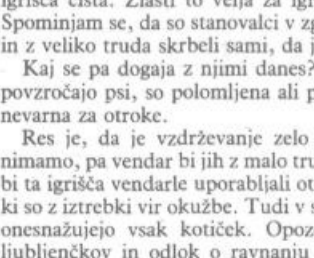 igrišča čista. Zlasti to velja za igr
Spominjam se, da so stanovalci v zg
in z veliko truda skrbeli sami, da j
Kaj se pa dogaja z njimi danes?
povzročajo psi, so polomljena ali p
nevarna za otroke.
Res je, da je vzdrževanje zelo
nimamo, pa vendar bi jih z malo tru
bi ta igrišča vendarle uporabljali ot
ki so z iztrebki vir okužbe. Tudi v s
onesnažujejo vsak kotiček. Opoz
ljubljenčkov in odlok o ravnanju